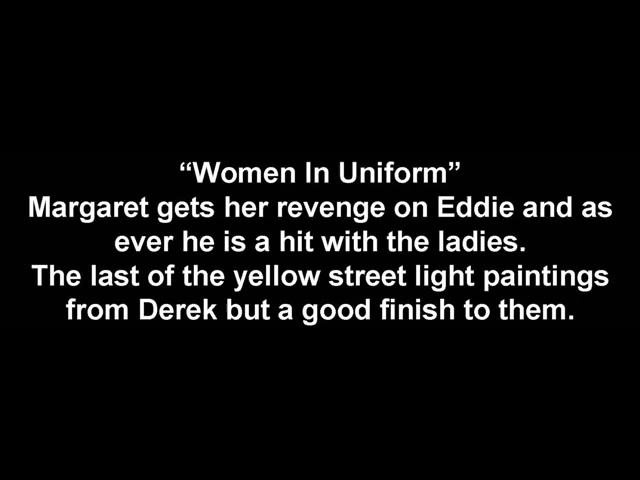 “Women In Uniform”
Margaret gets her revenge on Eddie and as
ever he is a hit with the ladies.
The last of the yellow street light paintings
from Derek but a good finish to them.